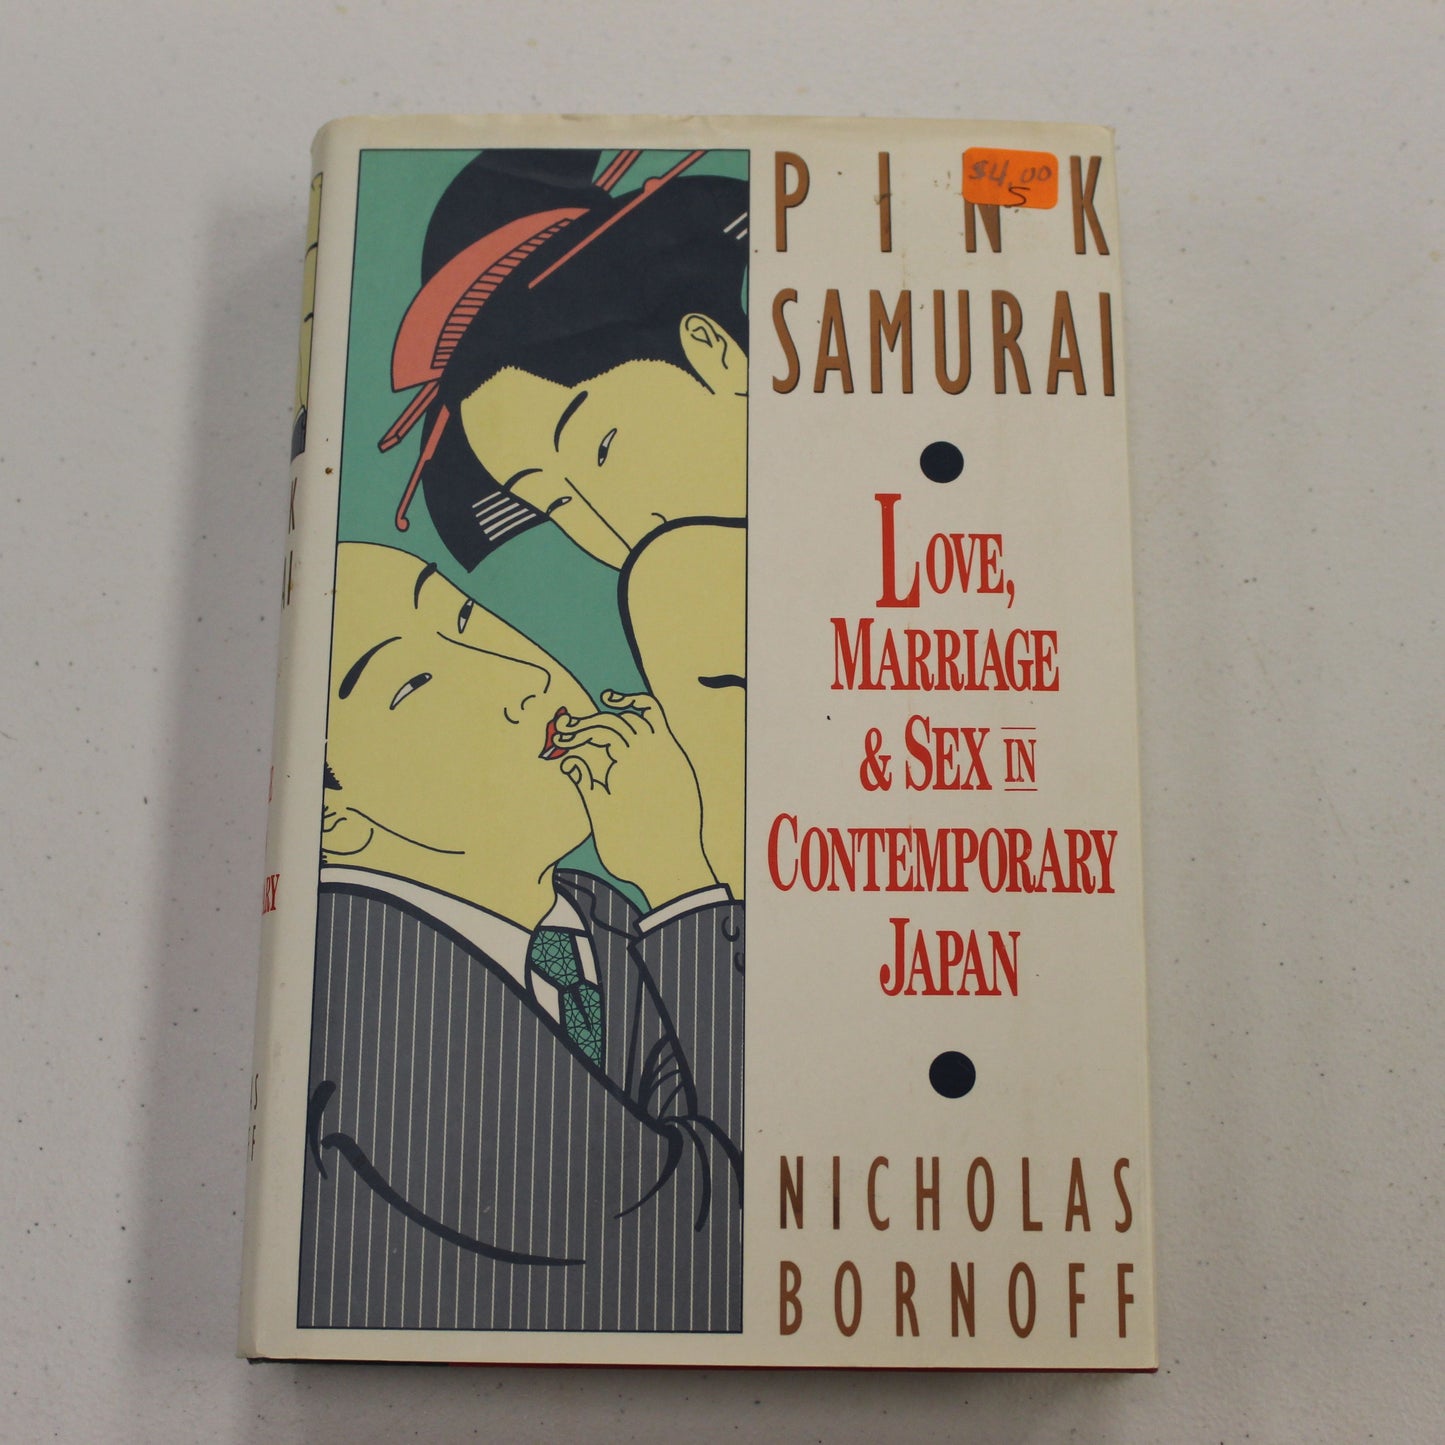 PINK
$4.00
5
SAMURAI
LOVE,
MARRIAGE
& SEX IN
CONTEMPORARY
JAPAN
NICHOLAS
BORNOFF